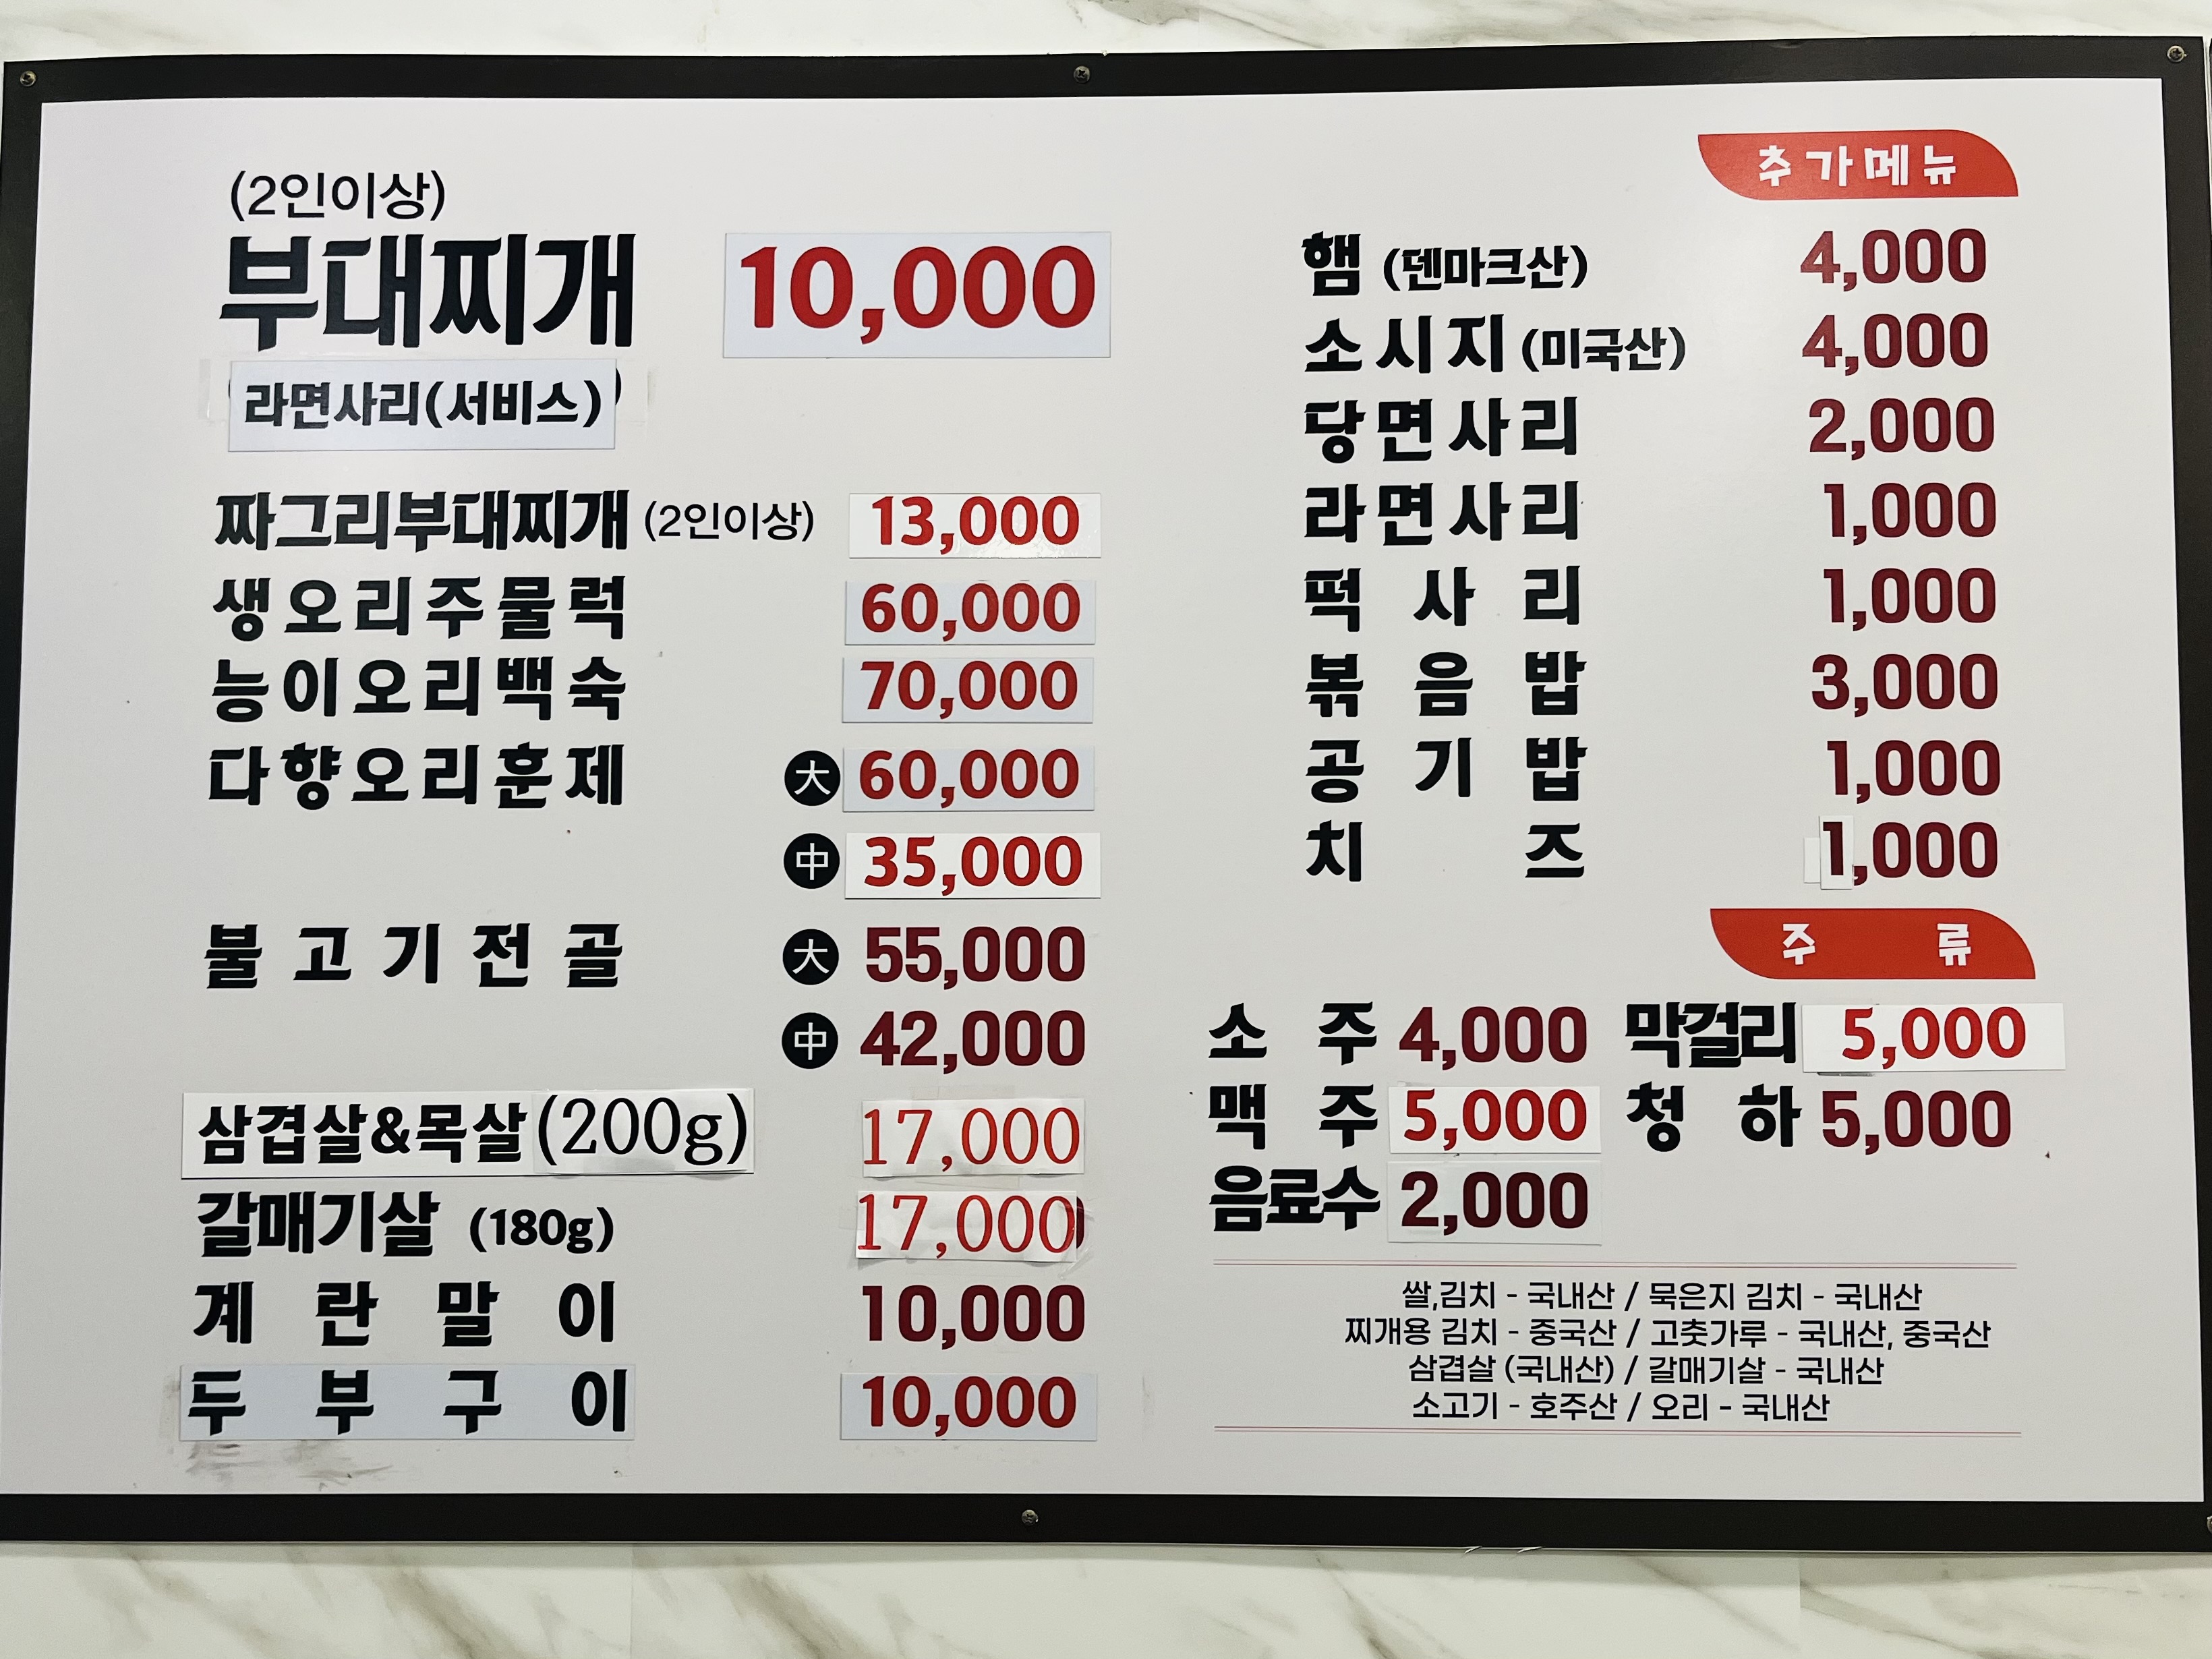 (2인이상)
부대찌개 10,000
라면사리(서비스)
짜그리부대찌개 (2인이상) 13,000
생오리주물럭 60,000
능이오리백숙 70,000
다향오리훈제 大 60,000
中 35,000
불고기전골 大 55,000
中 42,000
삼겹살&목살(200g) 17,000
갈매기살 (180g) 17,000
계란말이 10,000
두부구이 10,000
추가메뉴
햄 (덴마크산) 4,000
소시지 (미국산) 4,000
당면사리 2,000
라면사리 1,000
떡사리 1,000
볶음밥 3,000
공기밥 1,000
치즈 1,000
주류
소주 4,000 막걸리 5,000
맥주 5,000 청하 5,000
음료수 2,000
쌀,김치 - 국내산 / 묵은지 김치 - 국내산
찌개용 김치 - 중국산 / 고춧가루 - 국내산, 중국산
삼겹살 (국내산) / 갈매기살 - 국내산
소고기 - 호주산 / 오리 - 국내산